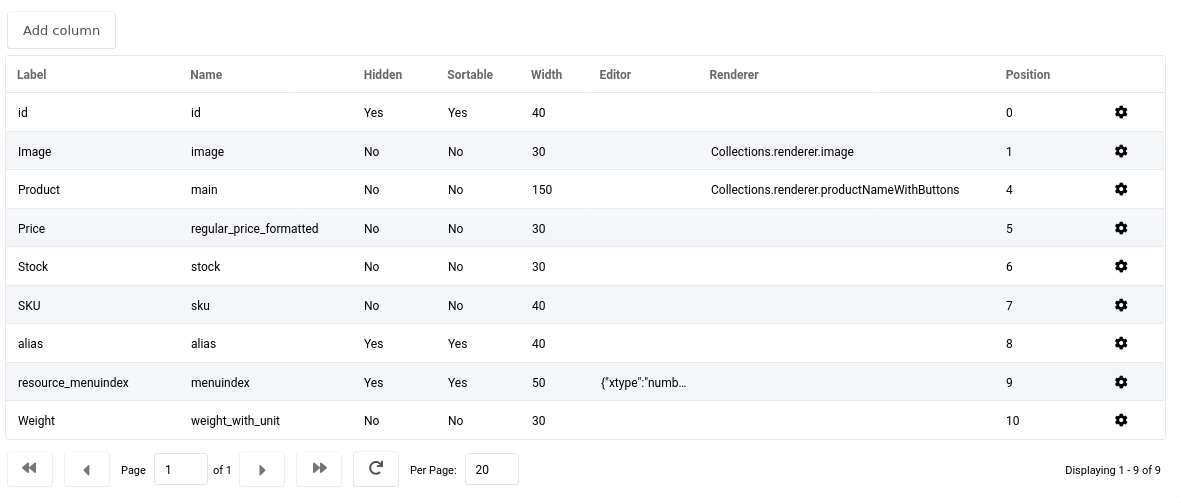 Add column
Label Name Hidden Sortable Width Editor Renderer Position
id id Yes Yes 40 0
Image image No No 30 Collections.renderer.image 1
Product main No No 150 Collections.renderer.productNameWithButtons 4
Price regular_price_formatted No No 30 5
Stock stock No No 30 6
SKU sku No No 40 7
alias alias Yes Yes 40 8
resource_menuindex menuindex Yes Yes 50 {"xtype":"numb... 9
Weight weight_with_unit No No 30 10
Page 1 of 1 Per Page: 20 Displaying 1 - 9 of 9